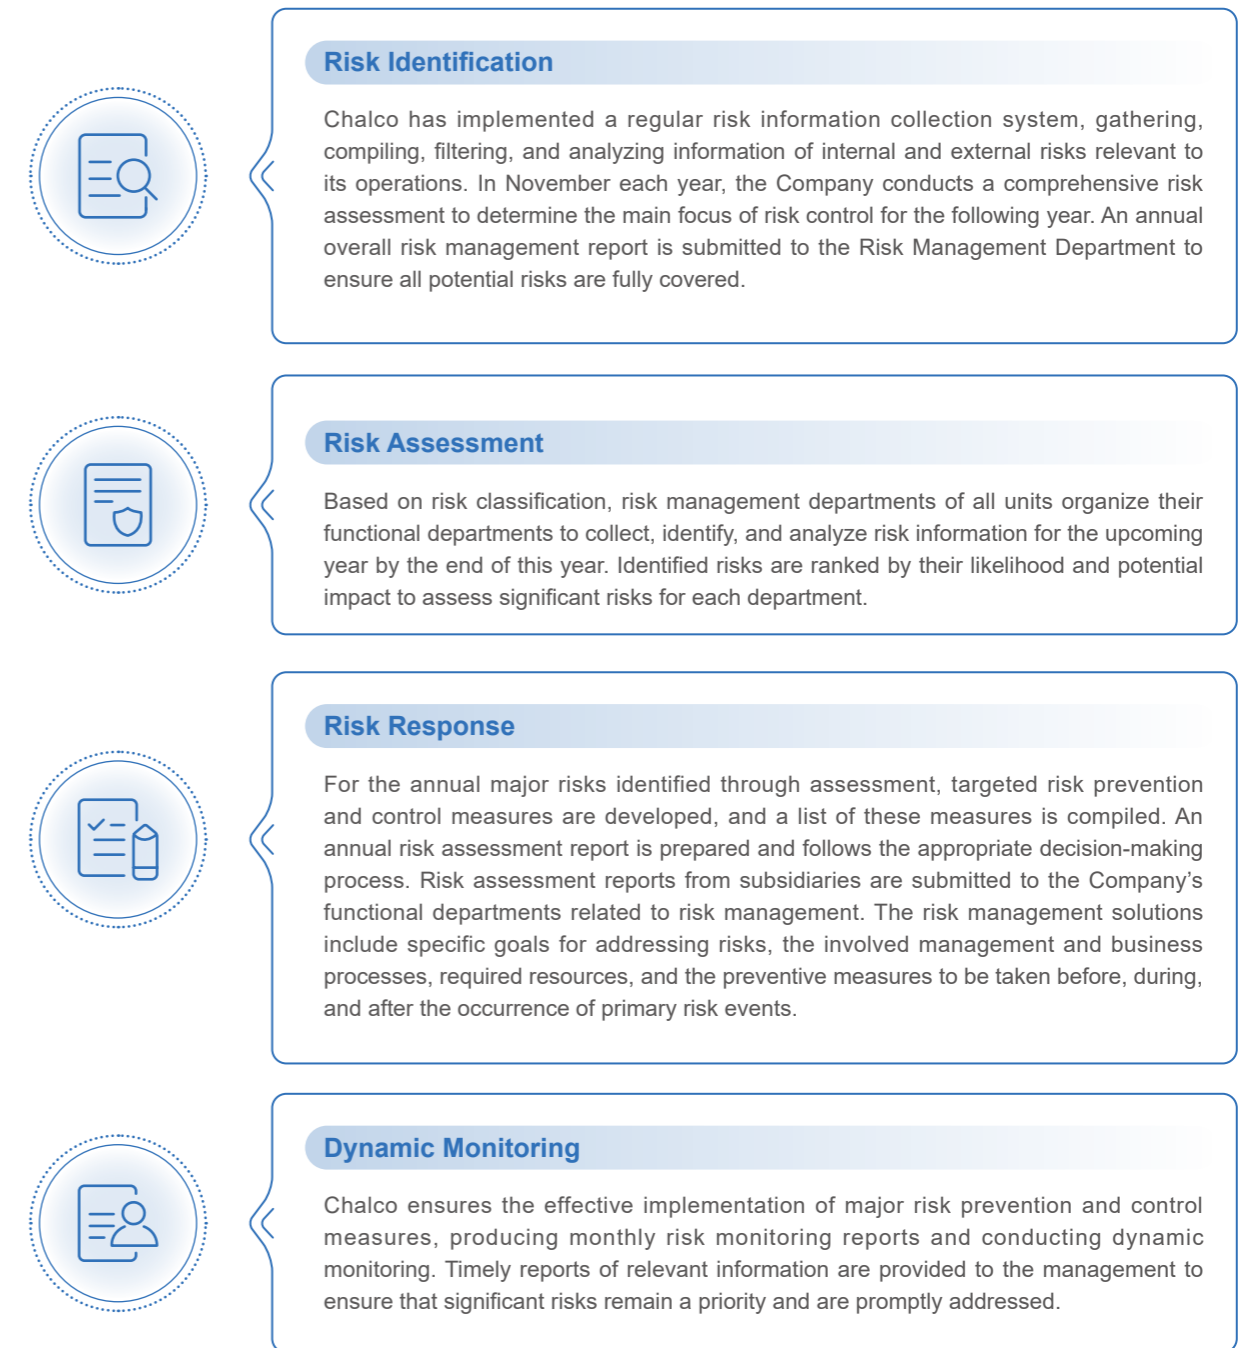 Risk Identification
Chalco has implemented a regular risk information collection system, gathering,
compiling, filtering, and analyzing information of internal and external risks relevant to
its operations. In November each year, the Company conducts a comprehensive risk
assessment to determine the main focus of risk control for the following year. An annual
overall risk management report is submitted to the Risk Management Department to
ensure all potential risks are fully covered.
Risk Assessment
Based on risk classification, risk management departments of all units organize their
functional departments to collect, identify, and analyze risk information for the upcoming
year by the end of this year. Identified risks are ranked by their likelihood and potential
impact to assess significant risks for each department.
Risk Response
For the annual major risks identified through assessment, targeted risk prevention
and control measures are developed, and a list of these measures is compiled. An
annual risk assessment report is prepared and follows the appropriate decision-making
process. Risk assessment reports from subsidiaries are submitted to the Company’s
functional departments related to risk management. The risk management solutions
include specific goals for addressing risks, the involved management and business
processes, required resources, and the preventive measures to be taken before, during,
and after the occurrence of primary risk events.
Dynamic Monitoring
Chalco ensures the effective implementation of major risk prevention and control
measures, producing monthly risk monitoring reports and conducting dynamic
monitoring. Timely reports of relevant information are provided to the management to
ensure that significant risks remain a priority and are promptly addressed.